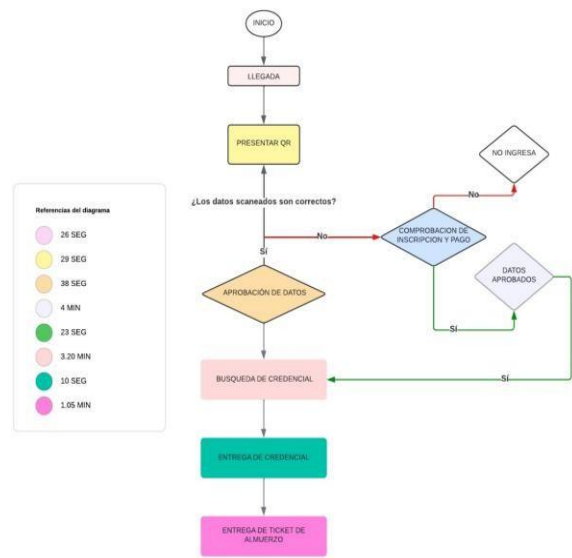 INICIO
LLEGADA
PRESENTAR QR
NO INGRESA
¿Los datos scaneados son correctos?
No
Referencias del diagrama
26 SEG
29 SEG
38 SEG
4 MIN
23 SEG
3.20 MIN
10 SEG
1.05 MIN
No
COMPROBACION DE
INSCRIPCION Y PAGO
Sí
DATOS
APROBADOS
APROBACIÓN DE DATOS
Sí
BUSQUEDA DE CREDENCIAL
Sí
ENTREGA DE CREDENCIAL
ENTREGA DE TICKET DE
ALMUERZO